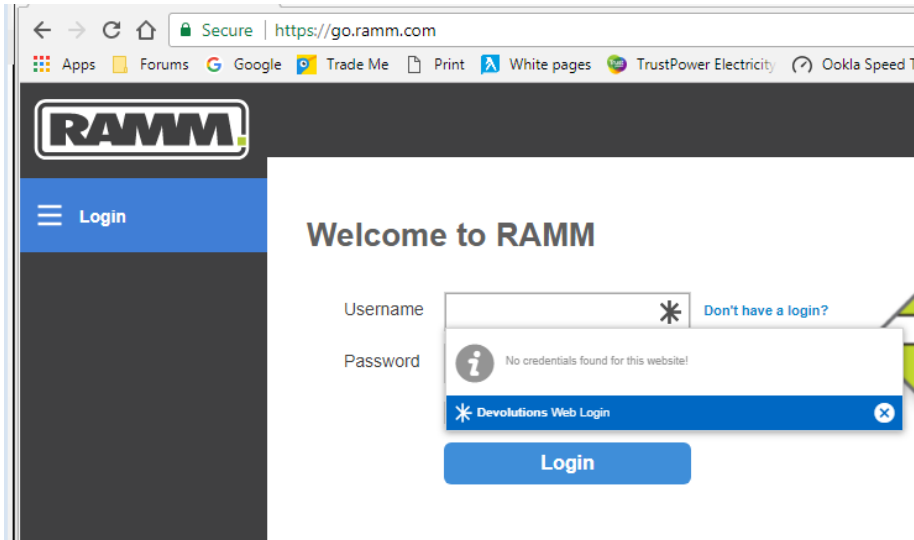 Secure | https://go.ramm.com
Apps Forums Google Trade Me Print White pages TrustPower Electricity Ookla Speed T
RAMM
Login
Welcome to RAMM
Username Don't have a login?
Password
No credentials found for this website!
Devolutions Web Login
Login